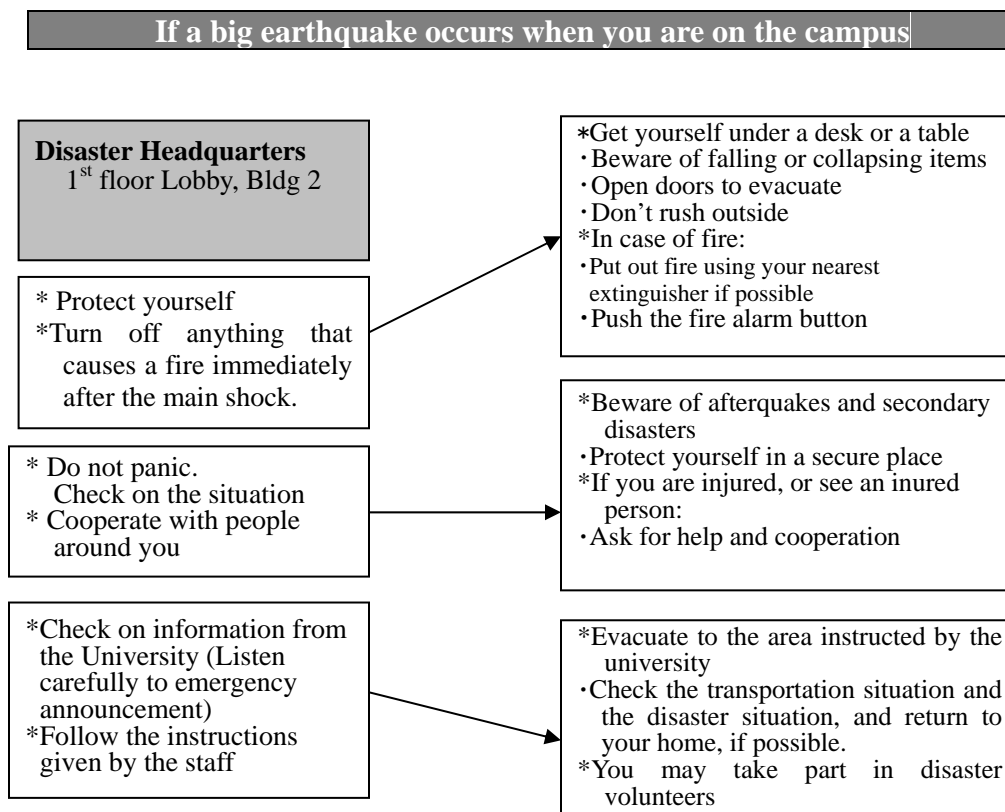 If a big earthquake occurs when you are on the campus
Disaster Headquarters
1st floor Lobby, Bldg 2
* Protect yourself
*Turn off anything that
causes a fire immediately
after the main shock.
* Do not panic.
Check on the situation
* Cooperate with people
around you
*Check on information from
the University (Listen
carefully to emergency
announcement)
*Follow the instructions
given by the staff
*Get yourself under a desk or a table
・Beware of falling or collapsing items
・Open doors to evacuate
・Don’t rush outside
*In case of fire:
・Put out fire using your nearest
extinguisher if possible
・Push the fire alarm button
*Beware of afterquakes and secondary
disasters
・Protect yourself in a secure place
*If you are injured, or see an inured
person:
・Ask for help and cooperation
*Evacuate to the area instructed by the
university
・Check the transportation situation and
the disaster situation, and return to
your home, if possible.
*You may take part in disaster
volunteers